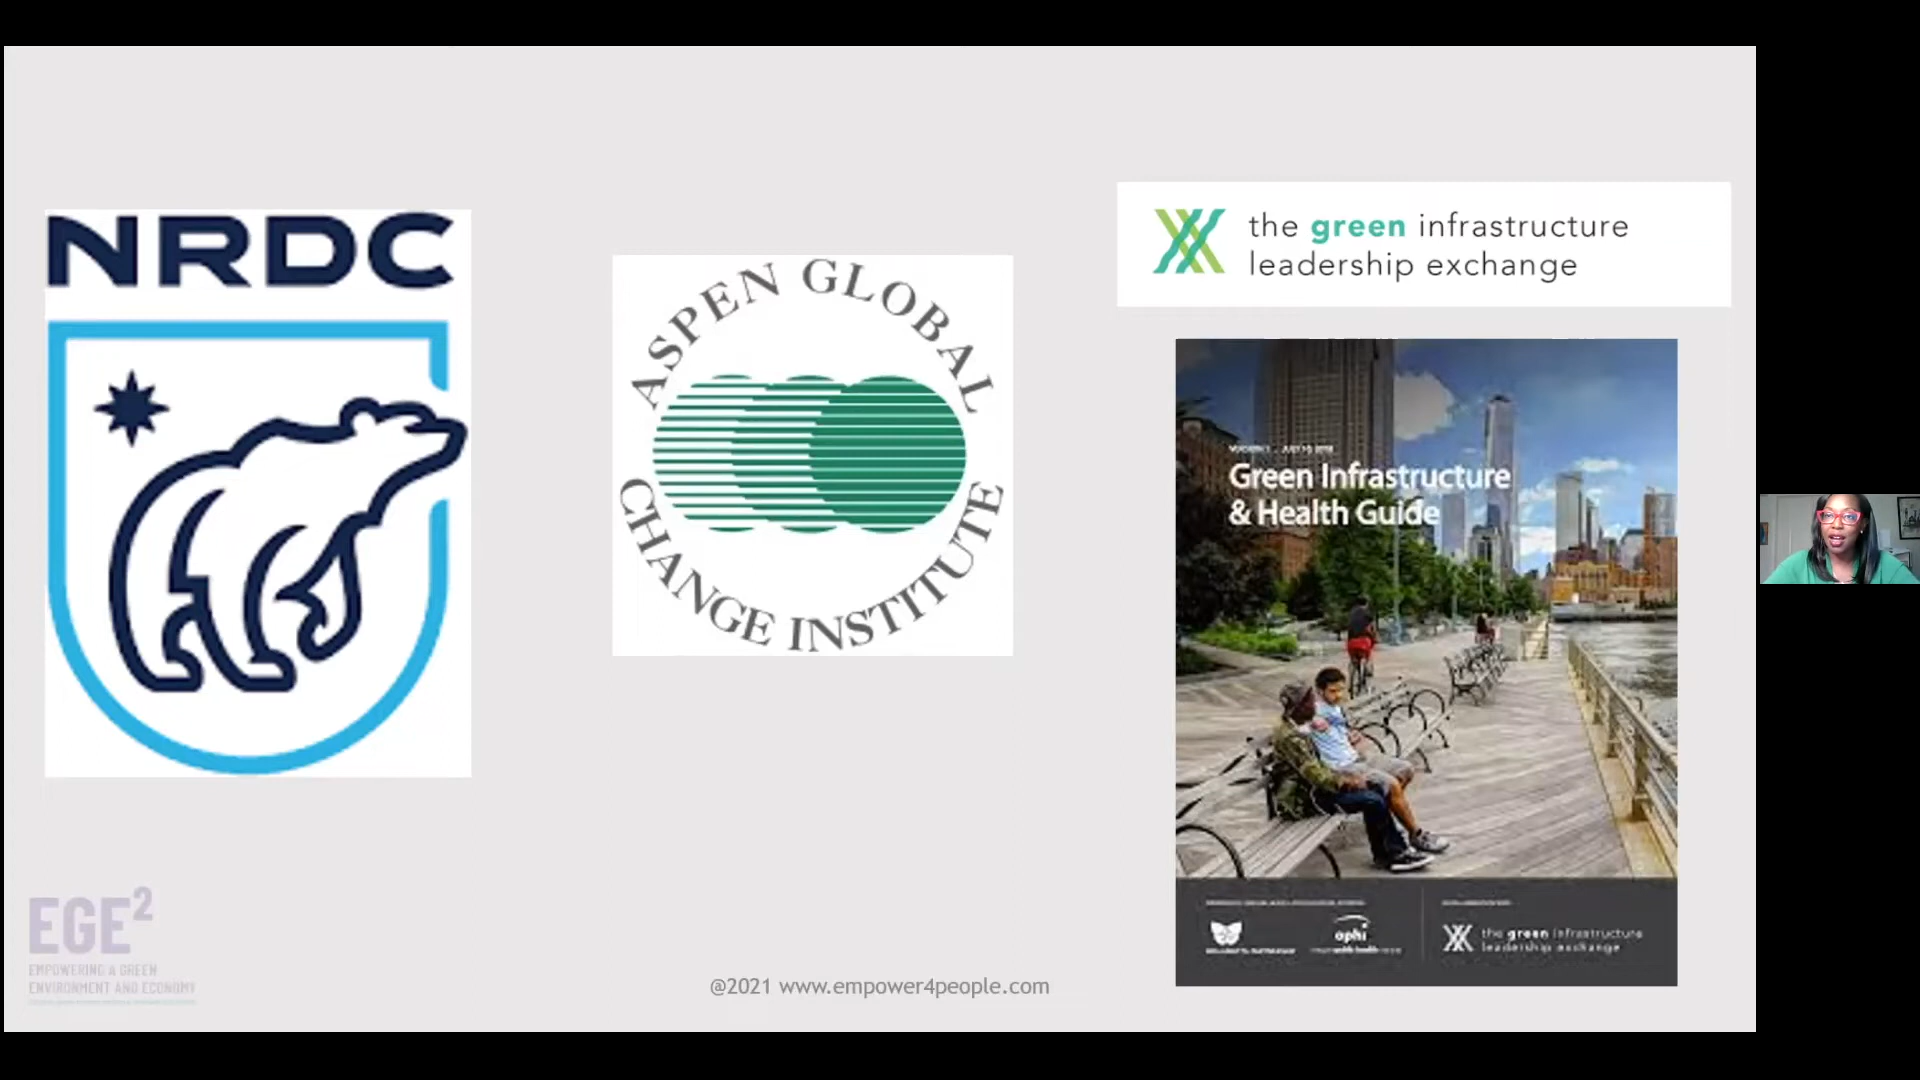 NRDC
ASPEN GLOBAL
CHANGE INSTITUTE
the green infrastructure
leadership exchange
Green Infrastructure
& Health Guide
ophi
the green infrastructure
leadership exchange
EGE²
EMPOWERING A GREEN
ENVIRONMENT AND ECONOMY
@2021 www.empower4people.com